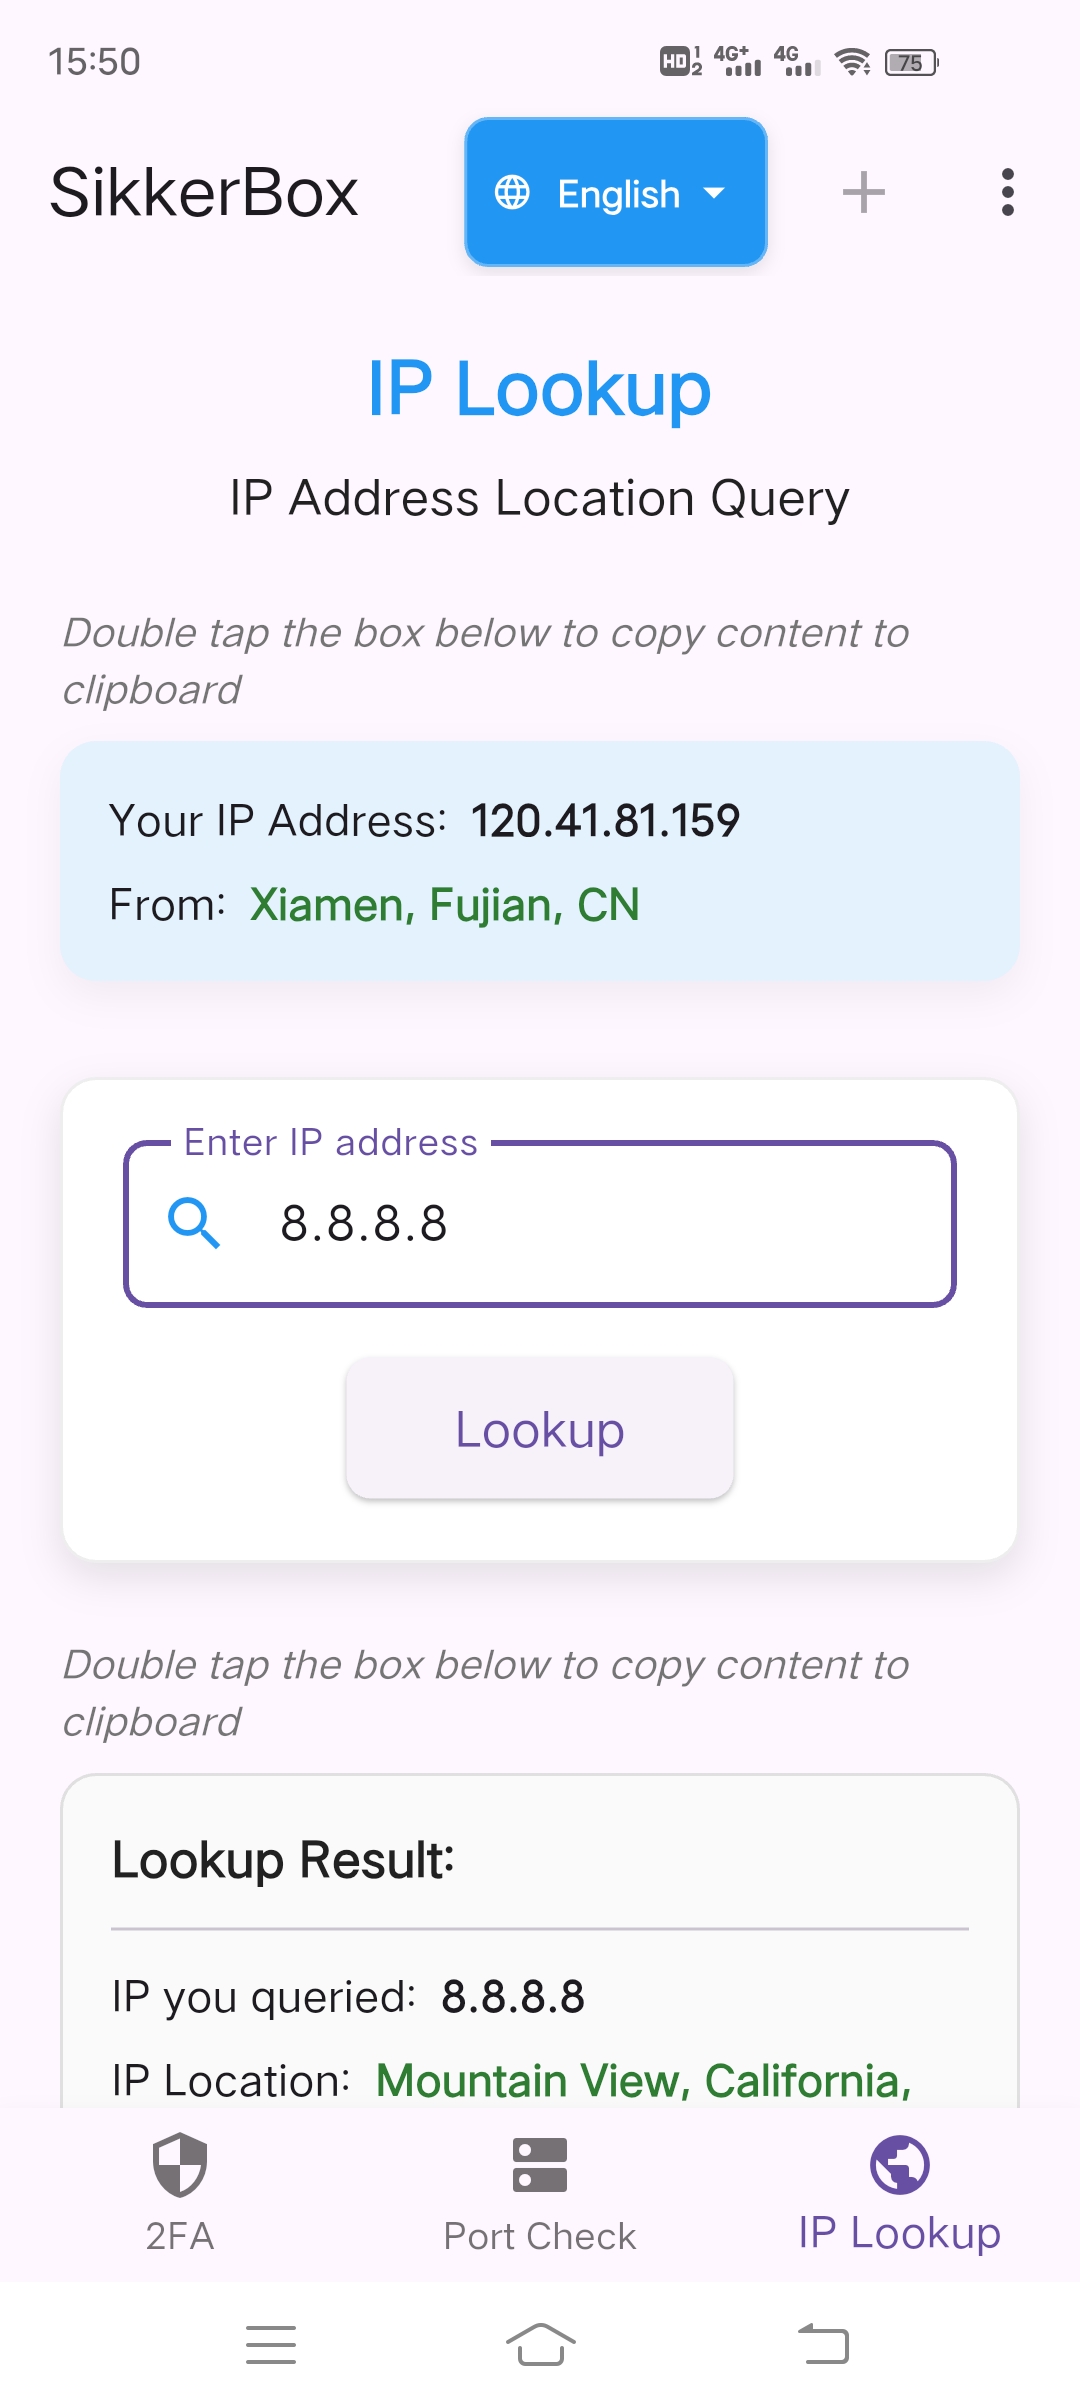 15:50
HD 1 2 4G+ 4G 75
SikkerBox
English
IP Lookup
IP Address Location Query
Double tap the box below to copy content to
clipboard
Your IP Address: 120.41.81.159
From: Xiamen, Fujian, CN
Enter IP address
8.8.8.8
Lookup
Double tap the box below to copy content to
clipboard
Lookup Result:
IP you queried: 8.8.8.8
IP Location: Mountain View, California,
2FA
Port Check
IP Lookup